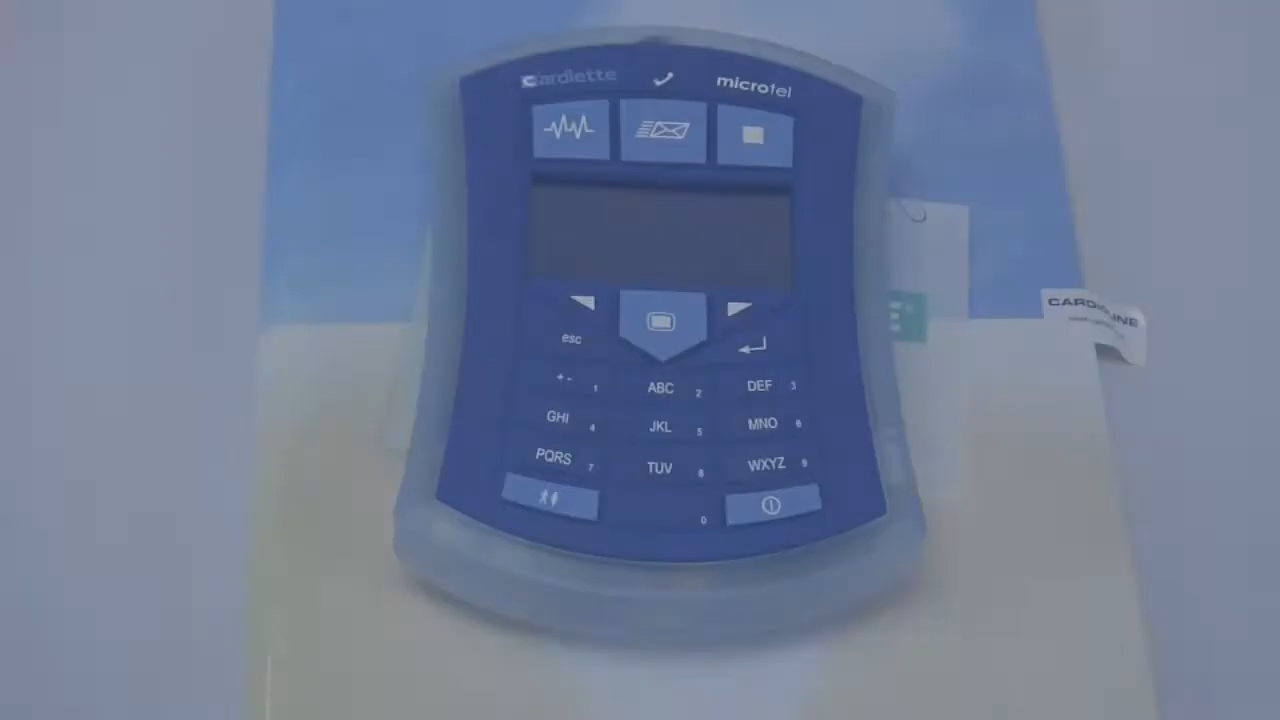 cardiette microtel
esc
+ - 1 ABC 2 DEF 3
GHI 4 JKL 5 MNO 6
PQRS 7 TUV 8 WXYZ 9
0
E
CARDIOLINE